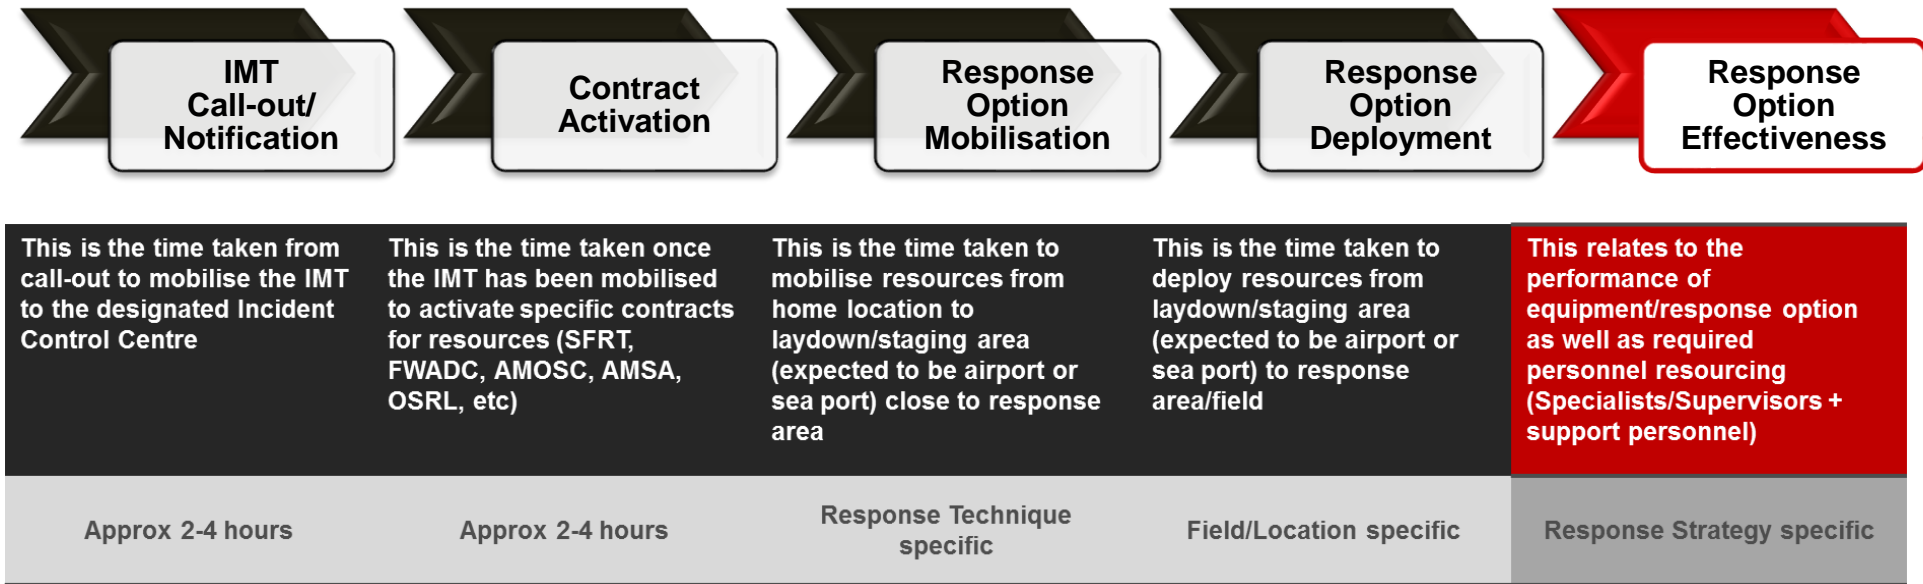 IMT
Call-out/
Notification
Contract
Activation
Response
Option
Mobilisation
Response
Option
Deployment
Response
Option
Effectiveness
This is the time taken from
call-out to mobilise the IMT
to the designated Incident
Control Centre
This is the time taken once
the IMT has been mobilised
to activate specific contracts
for resources (SFRT,
FWADC, AMOSC, AMSA,
OSRL, etc)
This is the time taken to
mobilise resources from
home location to
laydown/staging area
(expected to be airport or
sea port) close to response
area
This is the time taken to
deploy resources from
laydown/staging area
(expected to be airport or
sea port) to response
area/field
This relates to the
performance of
equipment/response option
as well as required
personnel resourcing
(Specialists/Supervisors +
support personnel)
Approx 2-4 hours
Approx 2-4 hours
Response Technique
specific
Field/Location specific
Response Strategy specific